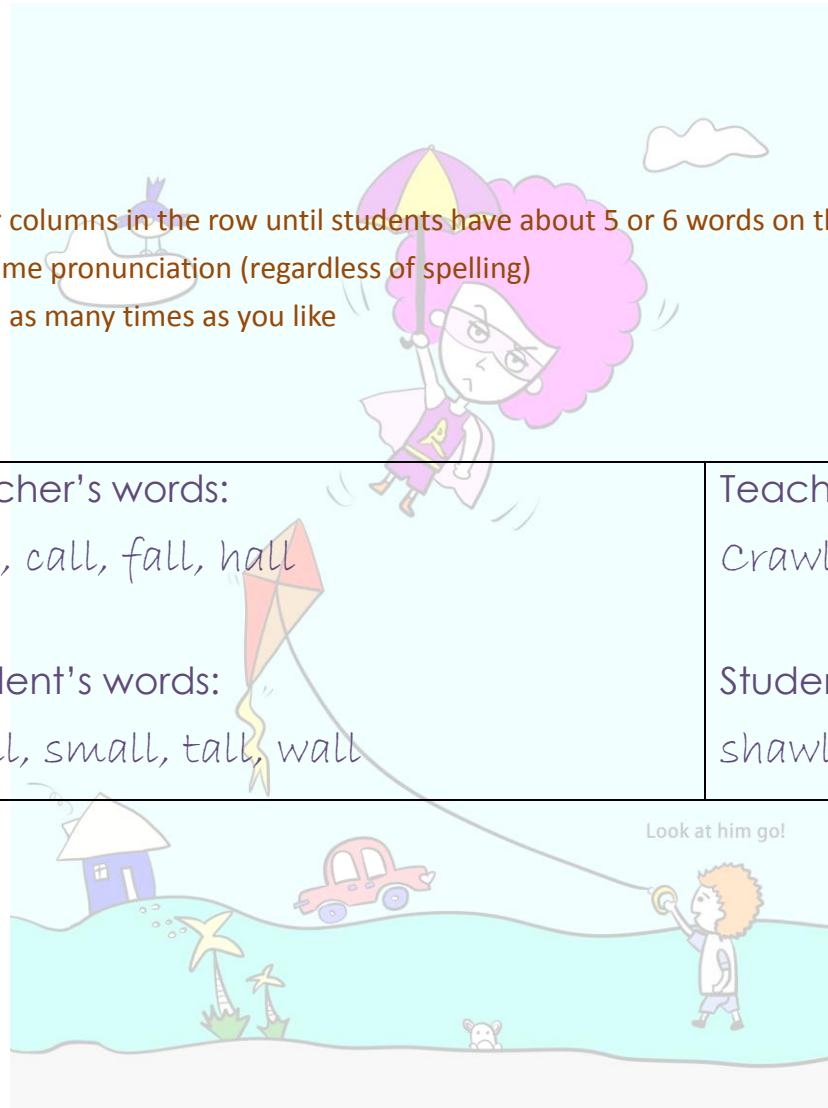 columns in the row until students have about 5 or 6 words on
me pronunciation (regardless of spelling)
as many times as you like
cher's words: Teach
, call, fall, hall Crawl
dent's words: Studen
ll, small, tall, wall shawl
Look at him go!